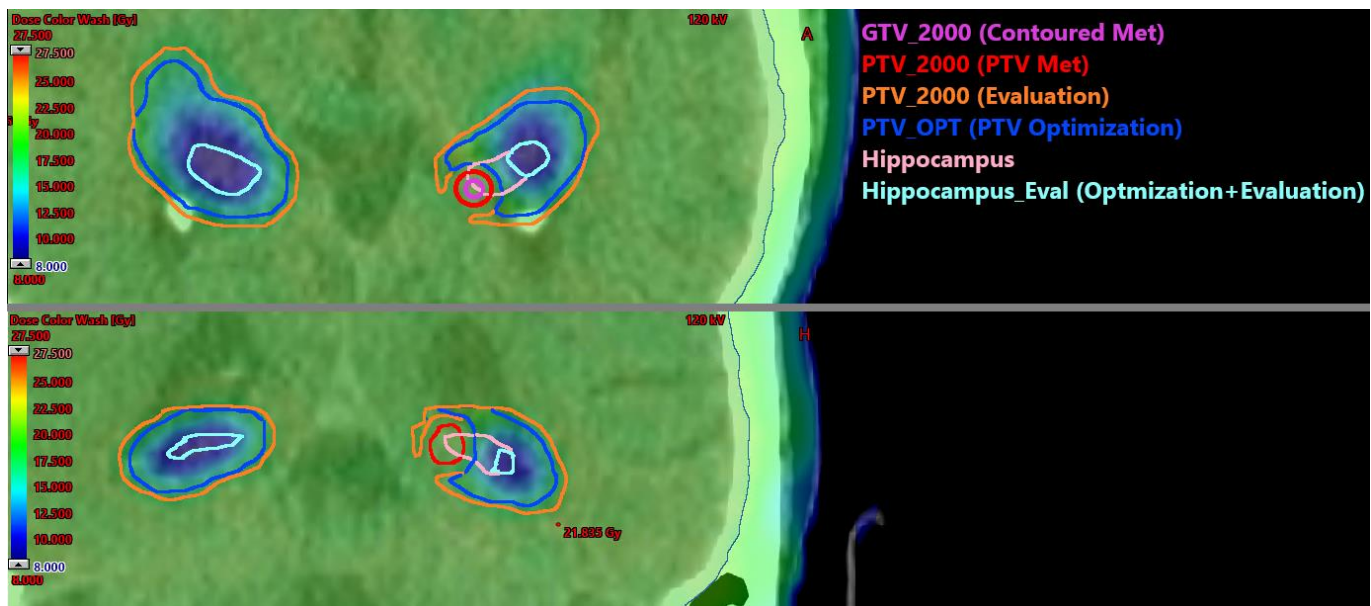 Dose Color Wash [Gy]
27.500
27.500
25.000
22.500
20.000
17.500
15.000
12.500
10.000
8.000
8.000
120 kV
A
GTV_2000 (Contoured Met)
PTV_2000 (PTV Met)
PTV_2000 (Evaluation)
PTV_OPT (PTV Optimization)
Hippocampus
Hippocampus_Eval (Optmization+Evaluation)
Dose Color Wash [Gy]
27.500
27.500
25.000
22.500
20.000
17.500
15.000
12.500
10.000
8.000
8.000
120 kV
H
21.835 Gy